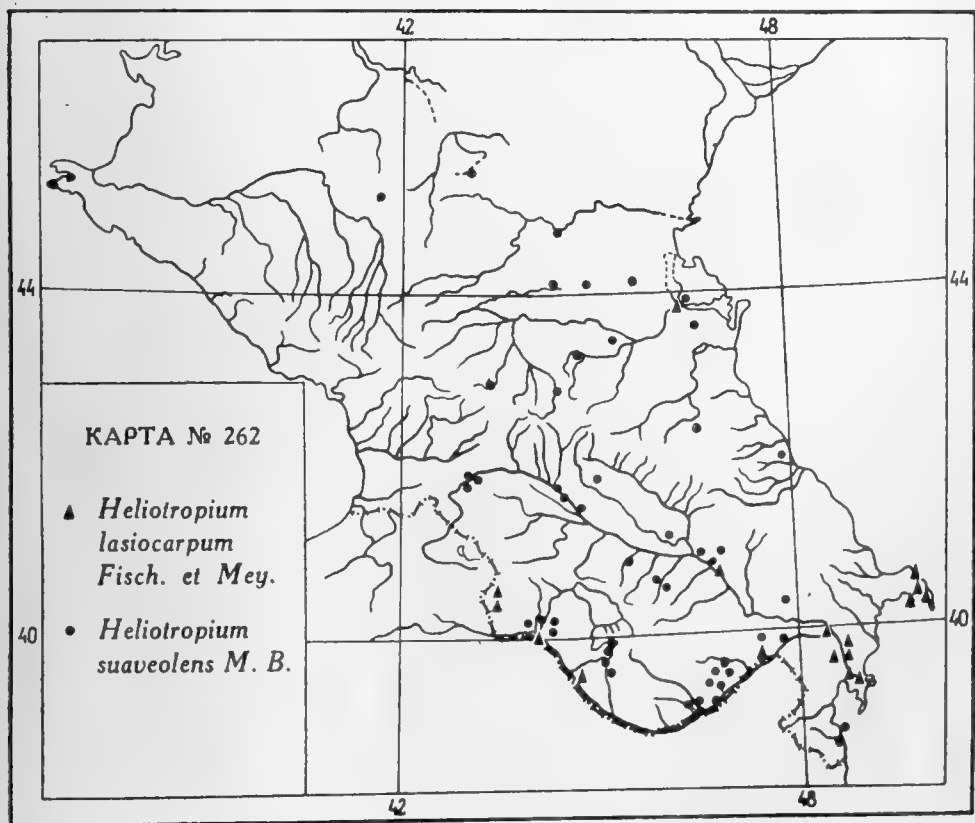 42 48
44 44
КАРТА № 262
Heliotropium
lasiocarpum
Fisch. et Mey.
Heliotropium
suaveolens M. B.
40 40
42 48